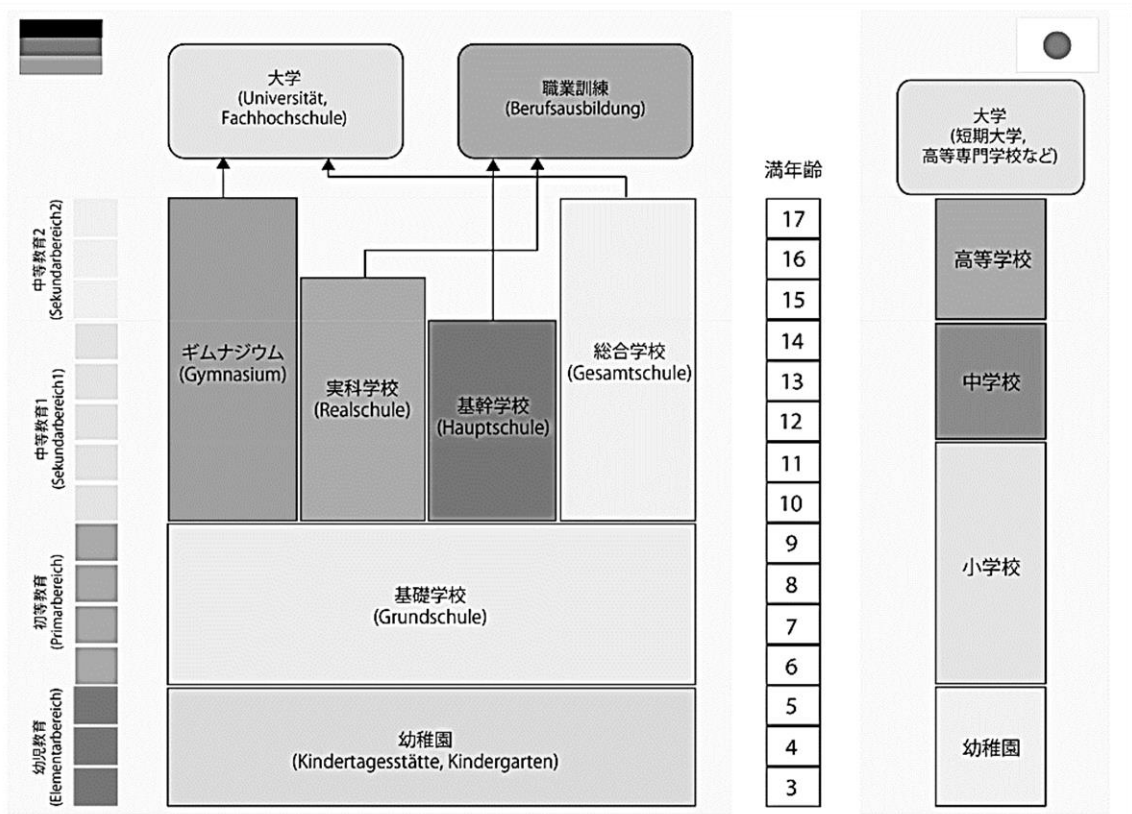 大学
(Universität,
Fachhochschule)
職業訓練
(Berufsausbildung)
大学
(短期大学,
高等専門学校など)
満年齢
中等教育2
(Sekundarbereich2)
中等教育1
(Sekundarbereich1)
初等教育
(Primarbereich)
幼児教育
(Elementarbereich)
ギムナジウム
(Gymnasium)
実科学校
(Realschule)
基幹学校
(Hauptschule)
総合学校
(Gesamtschule)
基礎学校
(Grundschule)
幼稚園
(Kindertagesstätte, Kindergarten)
17
16
15
14
13
12
11
10
9
8
7
6
5
4
3
高等学校
中学校
小学校
幼稚園